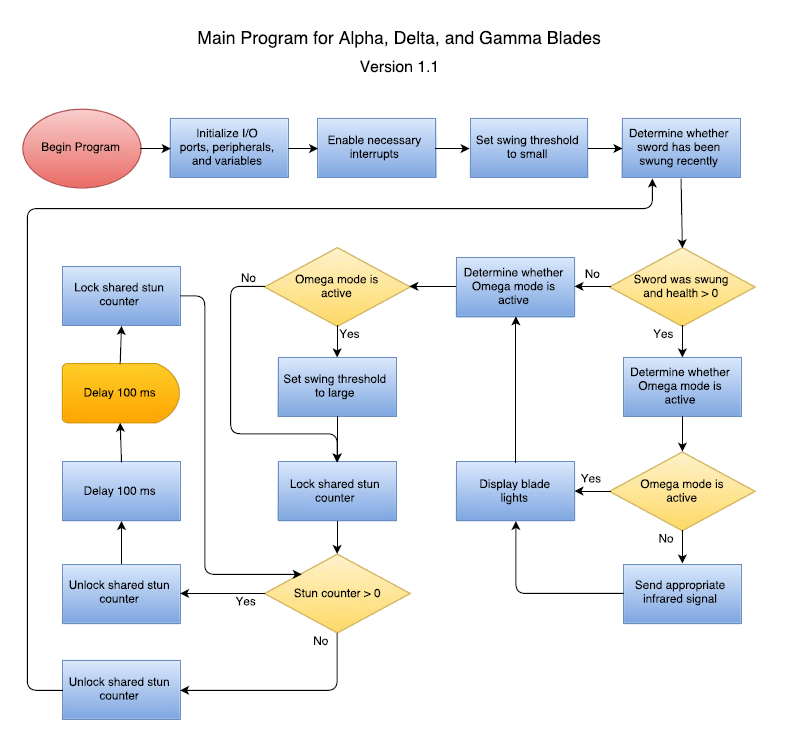 Main Program for Alpha, Delta, and Gamma Blades
Version 1.1
Begin Program
Initialize I/O
ports, peripherals,
and variables
Enable necessary
interrupts
Set swing threshold
to small
Determine whether
sword has been
swung recently
Sword was swung
and health > 0
No
Yes
Determine whether
Omega mode is
active
Determine whether
Omega mode is
active
Omega mode is
active
Yes
No
Send appropriate
infrared signal
Display blade
lights
Omega mode is
active
No
Yes
Set swing threshold
to large
Lock shared stun
counter
Stun counter > 0
Yes
No
Unlock shared stun
counter
Delay 100 ms
Delay 100 ms
Lock shared stun
counter
Unlock shared stun
counter